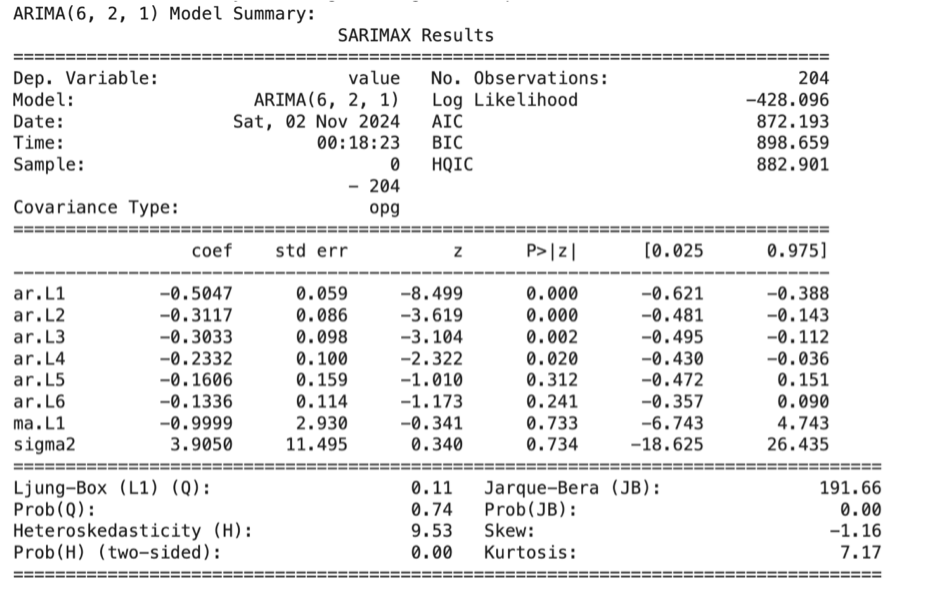 ARIMA(6, 2, 1) Model Summary:
SARIMAX Results
==============================================================================
Dep. Variable: value No. Observations: 204
Model: ARIMA(6, 2, 1) Log Likelihood -428.096
Date: Sat, 02 Nov 2024 AIC 872.193
Time: 00:18:23 BIC 898.659
Sample: 0 HQIC 882.901
- 204
Covariance Type: opg
==============================================================================
coef std err z P>|z| [0.025 0.975]
------------------------------------------------------------------------------
ar.L1 -0.5047 0.059 -8.499 0.000 -0.621 -0.388
ar.L2 -0.3117 0.086 -3.619 0.000 -0.481 -0.143
ar.L3 -0.3033 0.098 -3.104 0.002 -0.495 -0.112
ar.L4 -0.2332 0.100 -2.322 0.020 -0.430 -0.036
ar.L5 -0.1606 0.159 -1.010 0.312 -0.472 0.151
ar.L6 -0.1336 0.114 -1.173 0.241 -0.357 0.090
ma.L1 -0.9999 2.930 -0.341 0.733 -6.743 4.743
sigma2 3.9050 11.495 0.340 0.734 -18.625 26.435
===================================================================================
Ljung-Box (L1) (Q): 0.11 Jarque-Bera (JB): 191.66
Prob(Q): 0.74 Prob(JB): 0.00
Heteroskedasticity (H): 9.53 Skew: -1.16
Prob(H) (two-sided): 0.00 Kurtosis: 7.17
===================================================================================